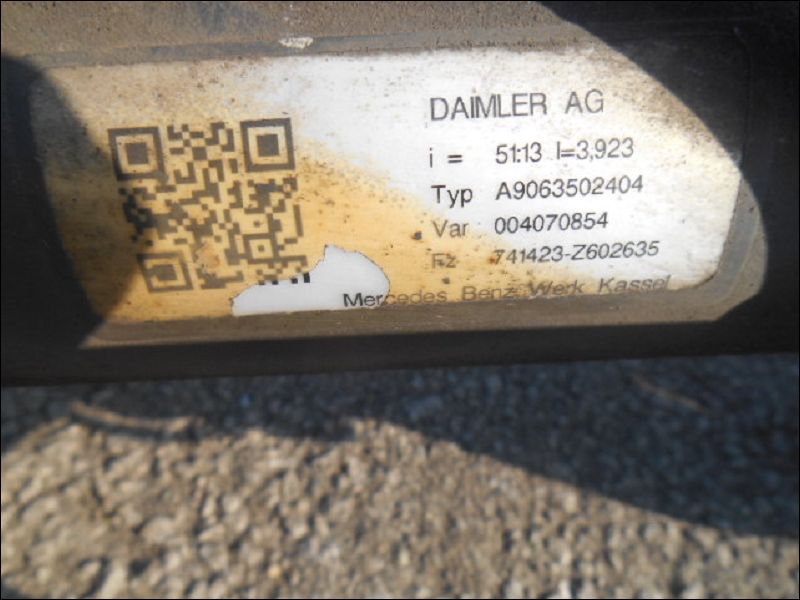 DAIMLER AG
i = 51:13 I=3,923
Typ A9063502404
Var 004070854
Fz 741423-Z602635
Mercedes Benz Werk Kassel